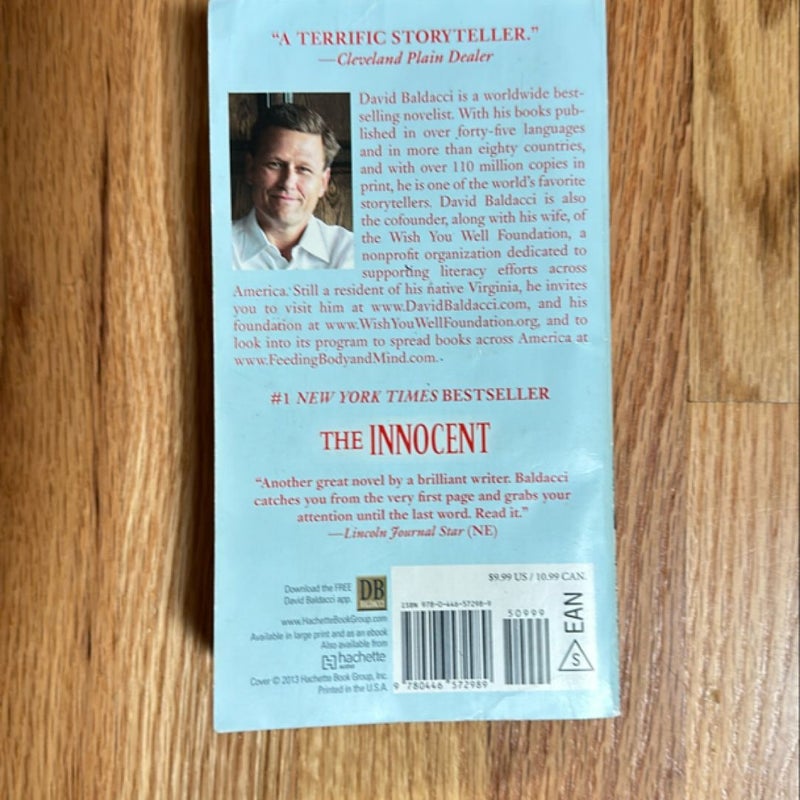 “A TERRIFIC STORYTELLER.”
—Cleveland Plain Dealer
David Baldacci is a worldwide best-
selling novelist. With his books pub-
lished in over forty-five languages
and in more than eighty countries,
and with over 110 million copies in
print, he is one of the world’s favorite
storytellers. David Baldacci is also
the cofounder, along with his wife, of
the Wish You Well Foundation, a
nonprofit organization dedicated to
supporting literacy efforts across
America. Still a resident of his native Virginia, he invites
you to visit him at www.DavidBaldacci.com, and his
foundation at www.WishYouWellFoundation.org, and to
look into its program to spread books across America at
www.FeedingBodyandMind.com.
#1 NEW YORK TIMES BESTSELLER
THE INNOCENT
“Another great novel by a brilliant writer. Baldacci
catches you from the very first page and grabs your
attention until the last word. Read it.”
—Lincoln Journal Star (NE)
Download the FREE
David Baldacci app.
DB
www.HachetteBookGroup.com
Available in large print and as an ebook
Also available from
hachette
AUDIO
Cover © 2013 Hachette Book Group, Inc.
Printed in the U.S.A.
$9.99 US / 10.99 CAN.
ISBN 978-0-446-57298-9
50999
9 780446 572989
EAN
S